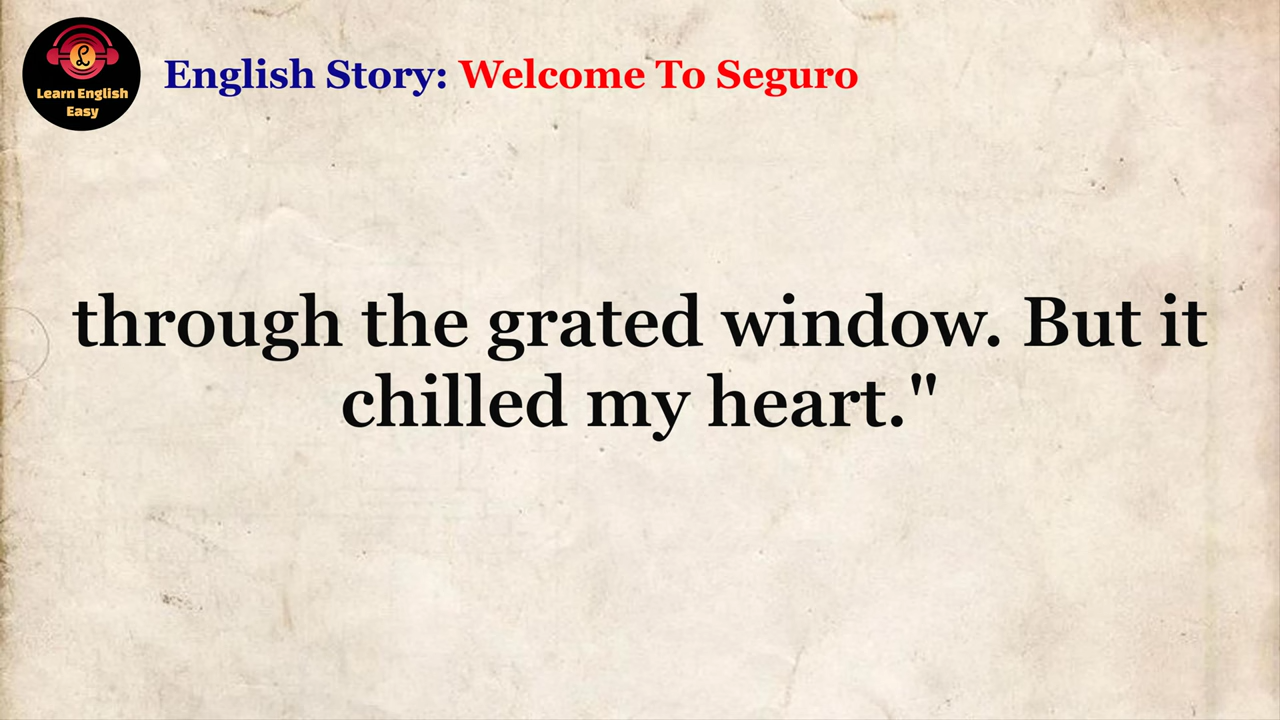 Learn English
Easy
English Story: Welcome To Seguro
through the grated window. But it
chilled my heart."